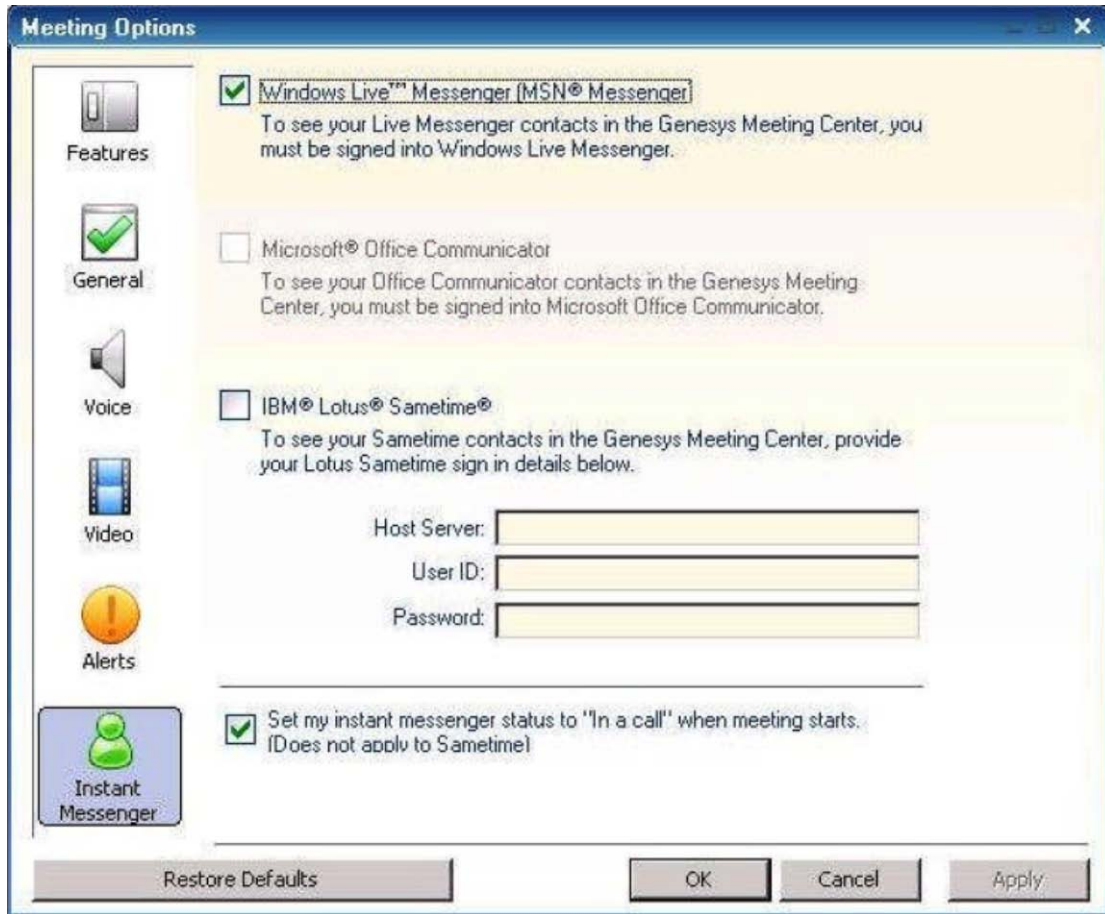 Meeting Options
Features
General
Voice
Video
Alerts
Instant
Messenger
Windows Live™ Messenger (MSN® Messenger)
To see your Live Messenger contacts in the Genesys Meeting Center, you
must be signed into Windows Live Messenger.
Microsoft® Office Communicator
To see your Office Communicator contacts in the Genesys Meeting
Center, you must be signed into Microsoft Office Communicator.
IBM® Lotus® Sametime®
To see your Sametime contacts in the Genesys Meeting Center, provide
your Lotus Sametime sign in details below.
Host Server:
User ID:
Password:
Set my instant messenger status to "In a call" when meeting starts.
(Does not apply to Sametime)
Restore Defaults
OK
Cancel
Apply